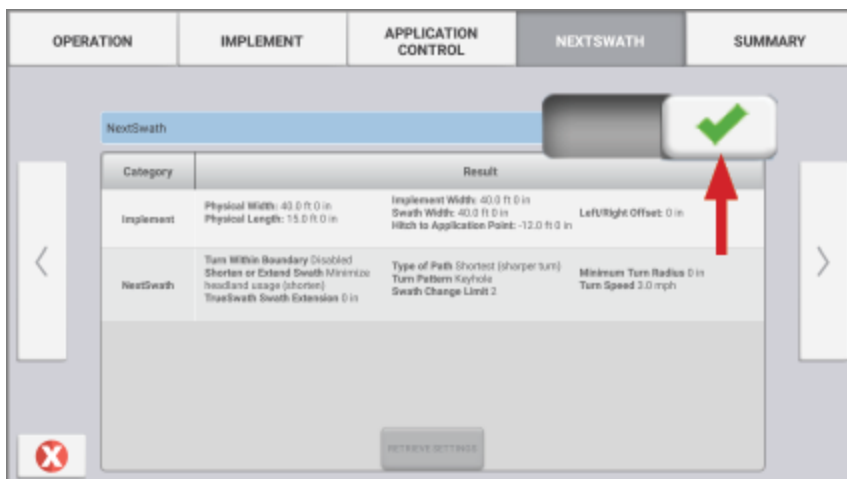 OPERATION IMPLEMENT APPLICATION CONTROL NEXTSWATH SUMMARY
NextSwath
Category Result
Implement
Physical Width: 40.0 ft 0 in
Physical Length: 15.0 ft 0 in
Implement Width: 40.0 ft 0 in
Swath Width: 40.0 ft 0 in
Hitch to Application Point: -12.0 ft 0 in
Left/Right Offset: 0 in
NextSwath
Turn Within Boundary Disabled
Shorten or Extend Swath Minimize
headland usage (shorten)
TrueSwath Swath Extension 0 in
Type of Path Shortest (sharper turn)
Turn Pattern Keyhole
Swath Change Limit 2
Minimum Turn Radius 0 in
Turn Speed 3.0 mph
RETRIEVE SETTINGS